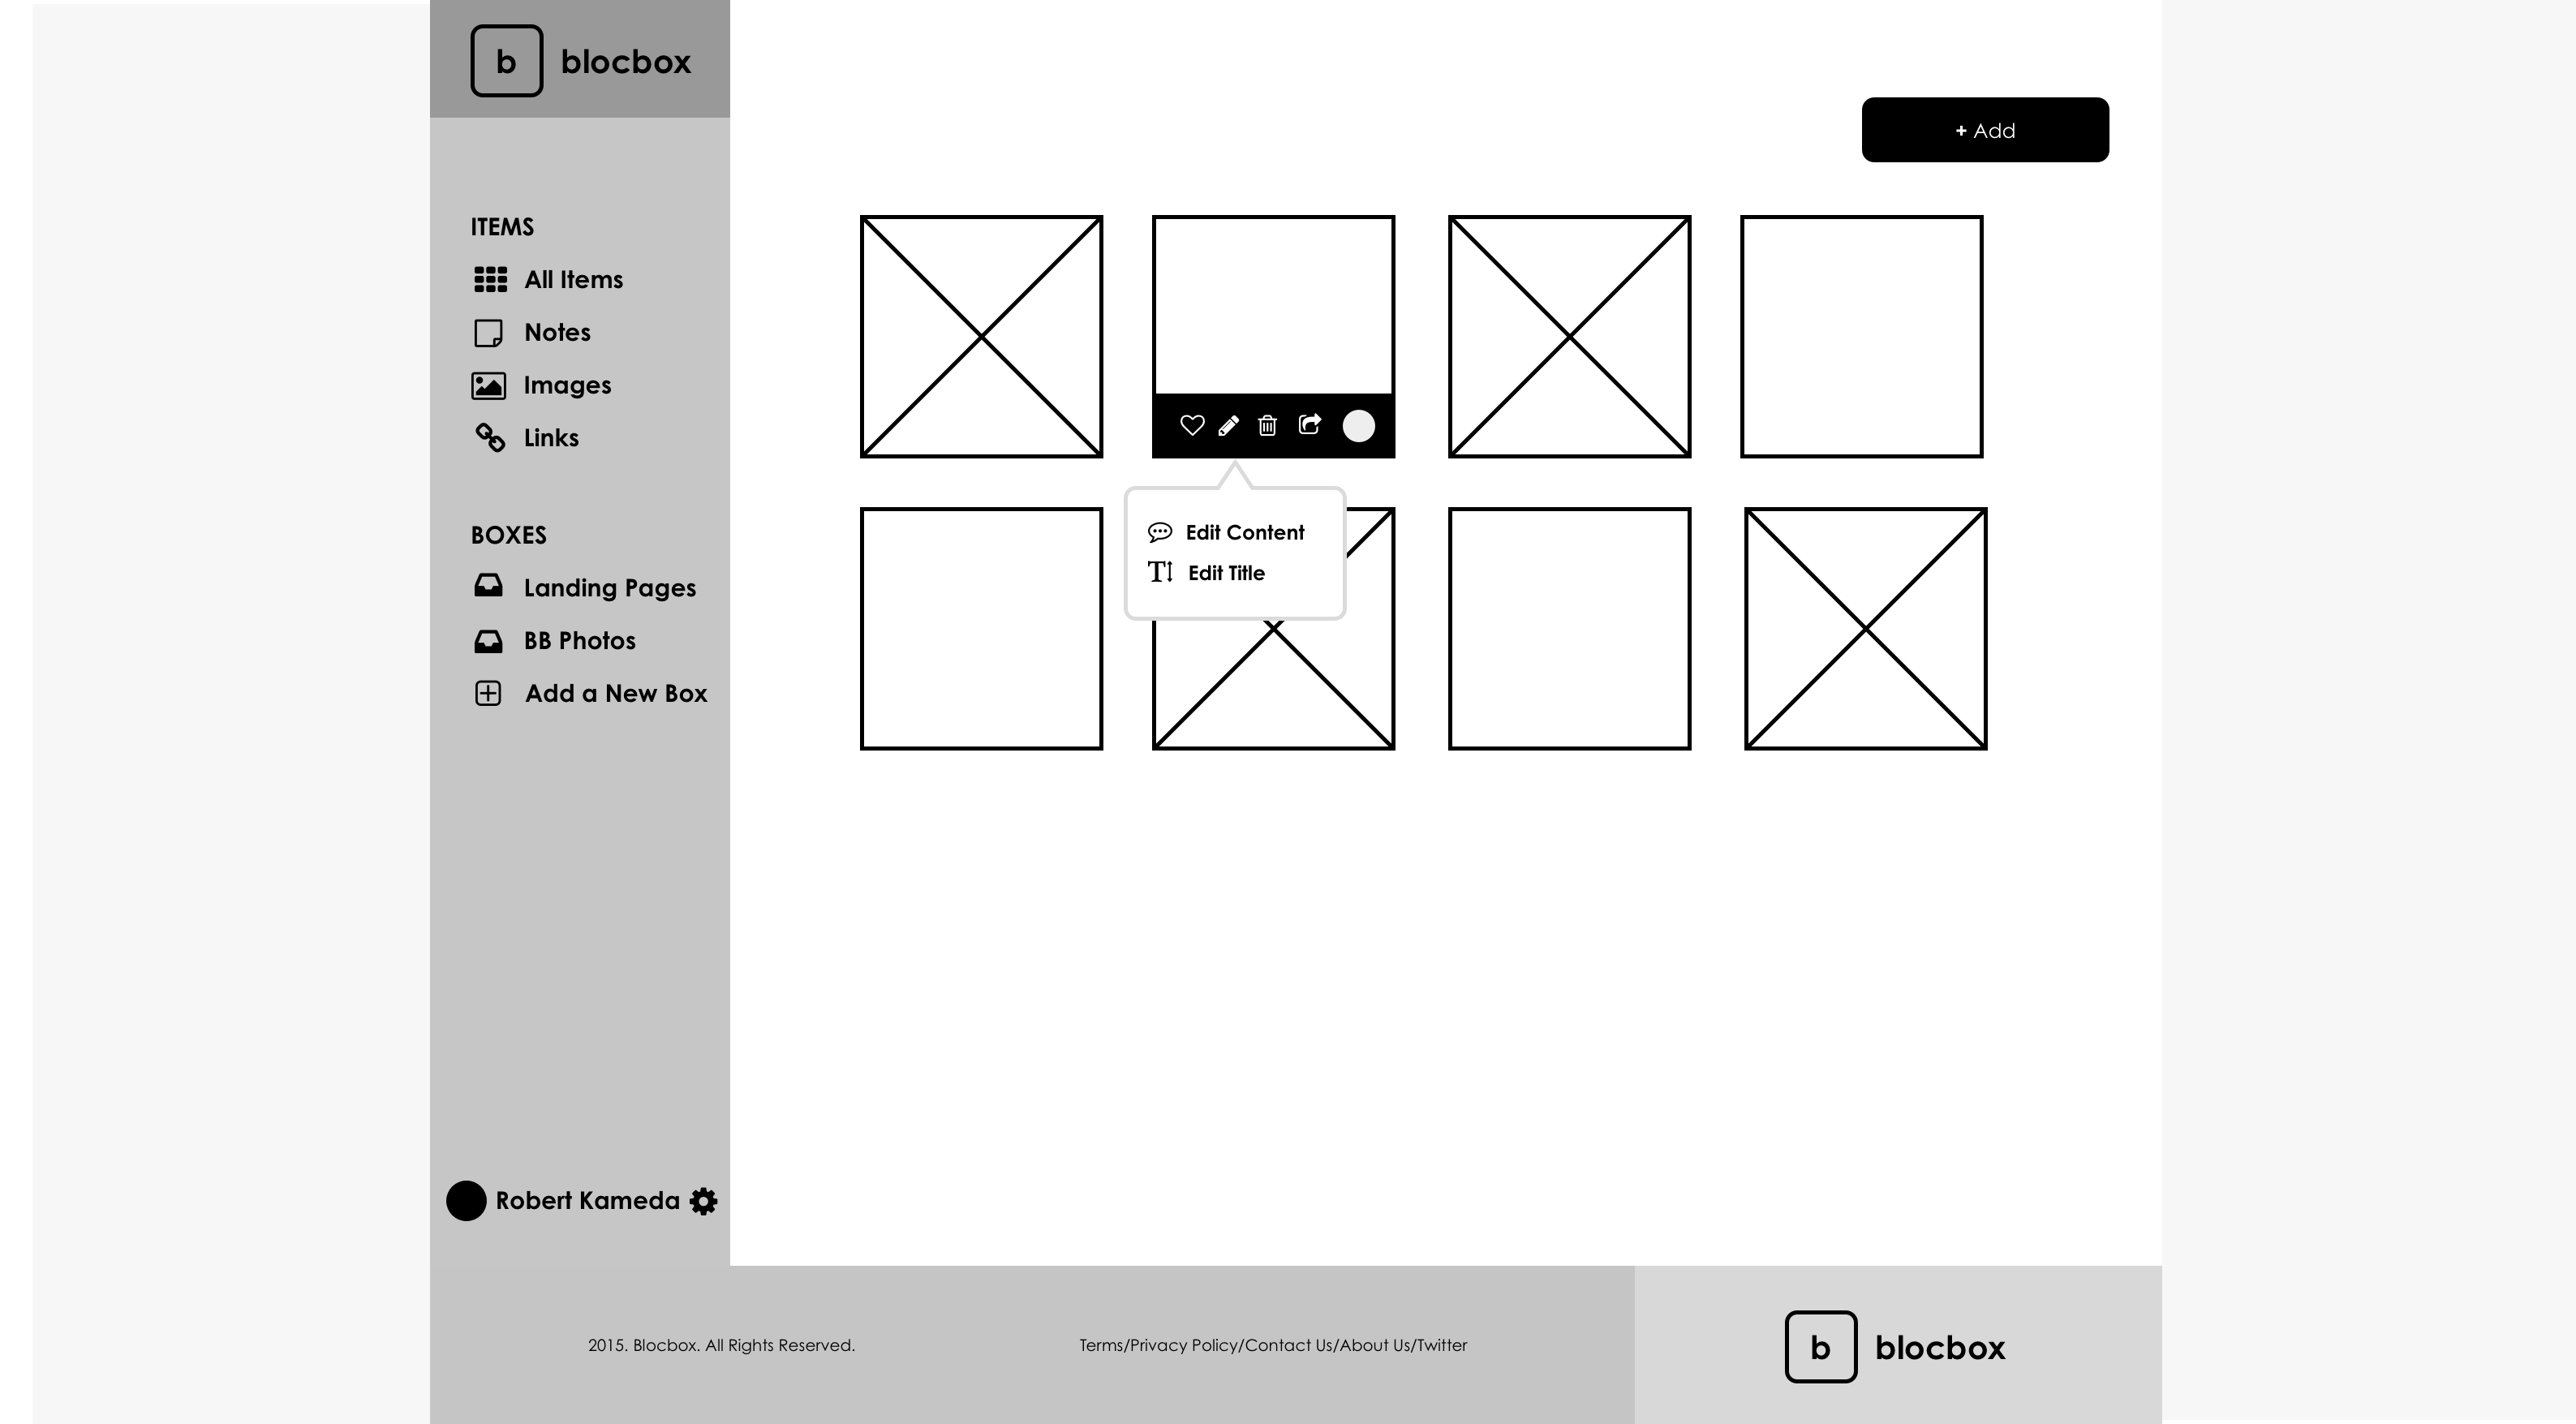 b blocbox
+ Add
ITEMS
All Items
Notes
Images
Links
BOXES
Landing Pages
BB Photos
Add a New Box
Edit Content
Edit Title
Robert Kameda
2015. Blocbox. All Rights Reserved.
Terms/Privacy Policy/Contact Us/About Us/Twitter
b blocbox